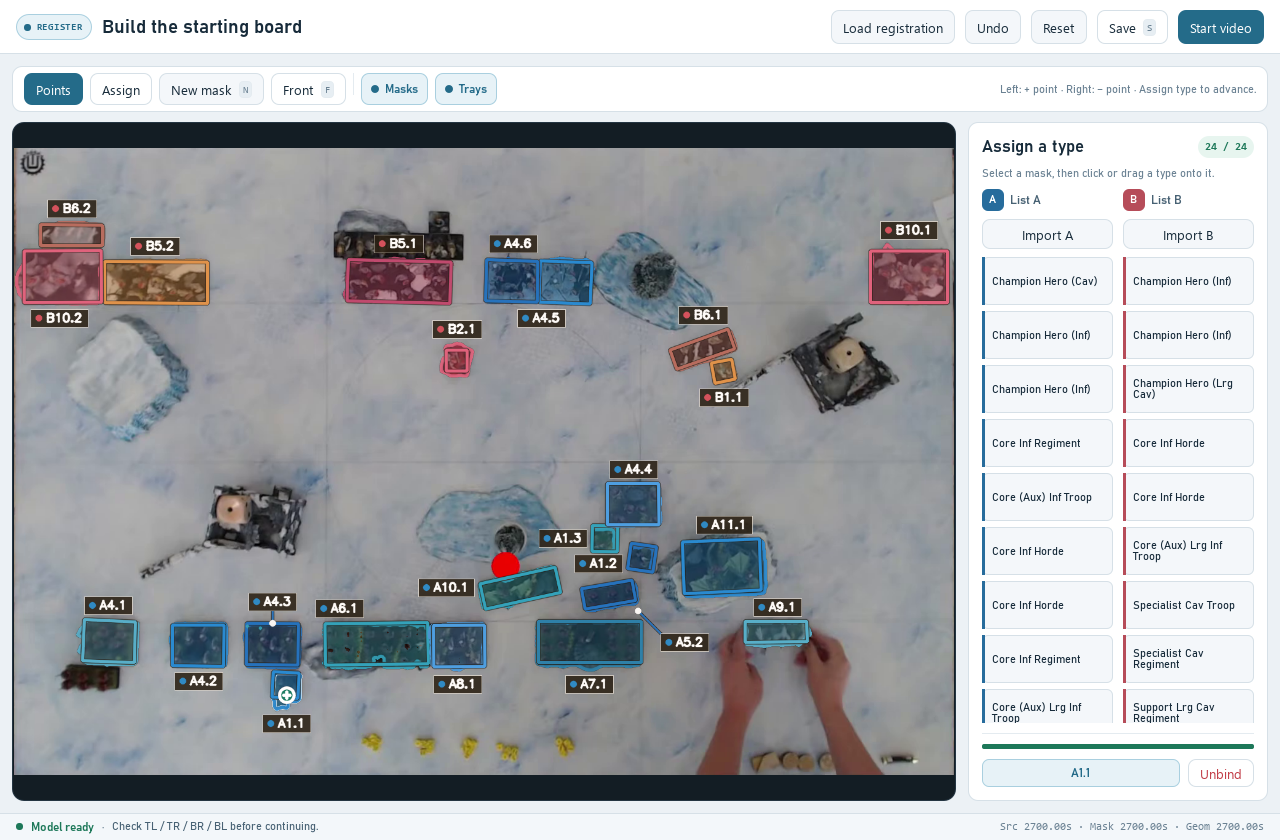 REGISTER
Build the starting board
Load registration
Undo
Reset
Save S
Start video
Points
Assign
New mask N
Front F
Masks
Trays
Left: + point · Right: − point · Assign type to advance.
B6.2
B5.2
B10.2
B5.1
A4.6
A4.5
B2.1
B6.1
B1.1
B10.1
A4.4
A1.3
A1.2
A11.1
A10.1
A4.1
A4.3
A6.1
A9.1
A5.2
A4.2
A8.1
A7.1
A1.1
Assign a type
24 / 24
Select a mask, then click or drag a type onto it.
A List A
B List B
Import A
Import B
Champion Hero (Cav)
Champion Hero (Inf)
Champion Hero (Inf)
Champion Hero (Inf)
Champion Hero (Inf)
Champion Hero (Lrg Cav)
Core Inf Regiment
Core Inf Horde
Core (Aux) Inf Troop
Core Inf Horde
Core Inf Horde
Core (Aux) Lrg Inf Troop
Core Inf Horde
Specialist Cav Troop
Core Inf Regiment
Specialist Cav Regiment
Core (Aux) Lrg Inf Troop
Support Lrg Cav Regiment
A1.1
Unbind
Model ready · Check TL / TR / BR / BL before continuing.
Src 2700.00s · Mask 2700.00s · Geom 2700.00s